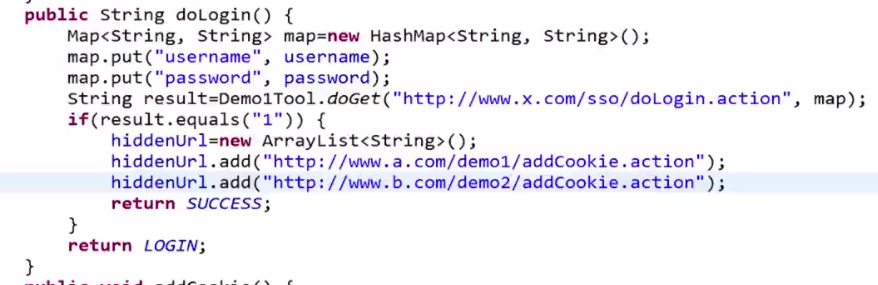 public String doLogin() {
Map<String, String> map=new HashMap<String, String>();
map.put("username", username);
map.put("password", password);
String result=Demo1Tool.doGet("http://www.x.com/sso/doLogin.action", map);
if(result.equals("1")) {
hiddenUrl=new ArrayList<String>();
hiddenUrl.add("http://www.a.com/demo1/addCookie.action");
hiddenUrl.add("http://www.b.com/demo2/addCookie.action");
return SUCCESS;
}
return LOGIN;
}
public void addCookie() {